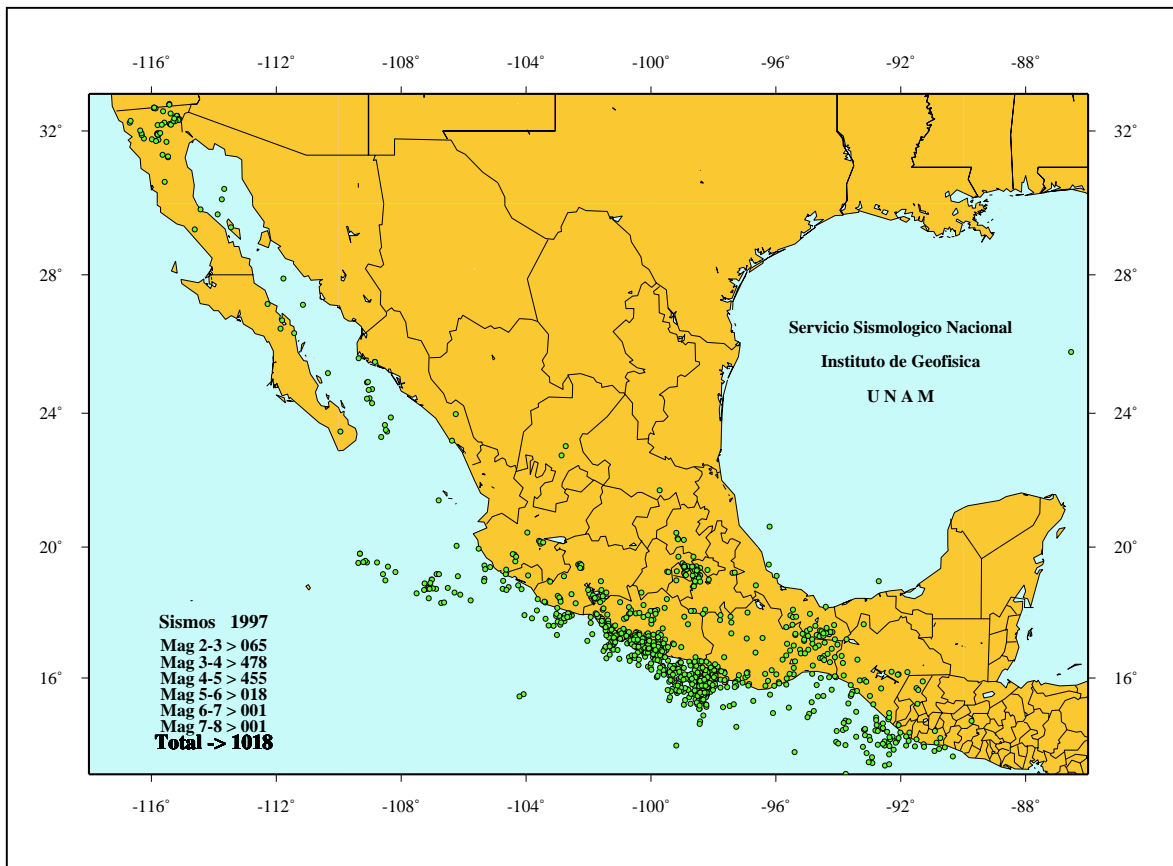 -116° -112° -108° -104° -100° -96° -92° -88°
32° 32°
28° 28°
Servicio Sismologico Nacional
Instituto de Geofisica
U N A M
24° 24°
20° 20°
Sismos 1997
Mag 2-3 > 065
Mag 3-4 > 478
Mag 4-5 > 455
Mag 5-6 > 018
Mag 6-7 > 001
Mag 7-8 > 001
Total -> 1018
16° 16°
-116° -112° -108° -104° -100° -96° -92° -88°